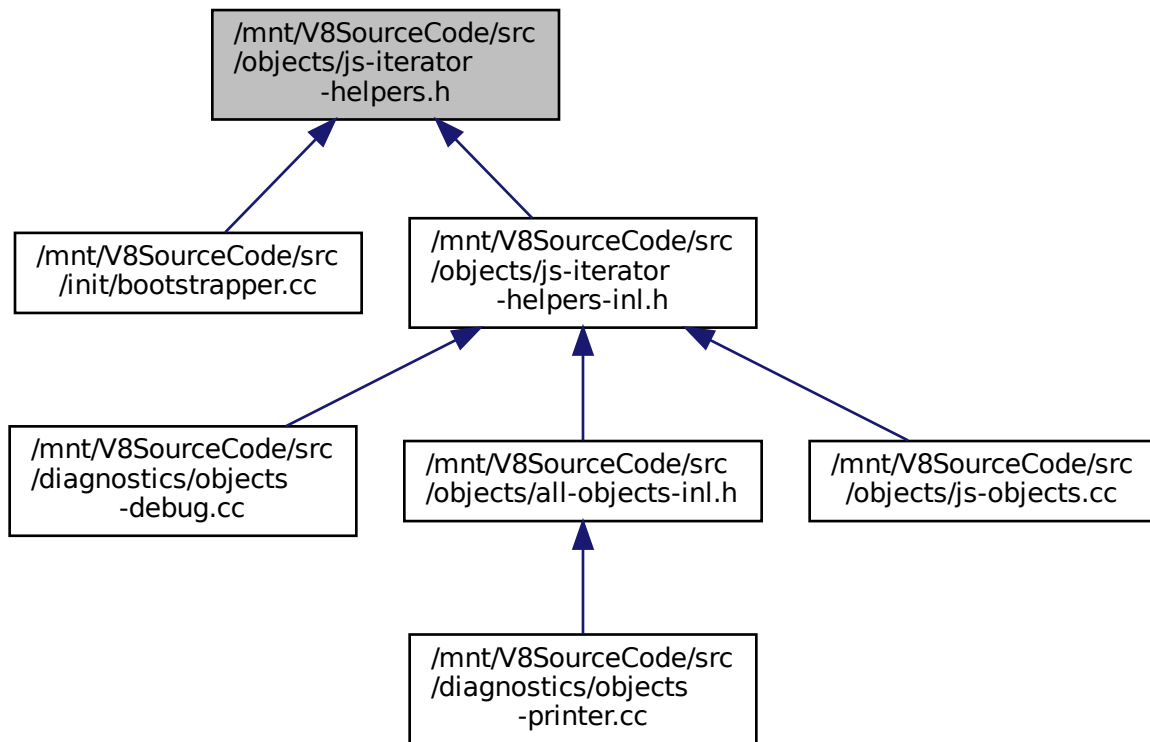 /mnt/V8SourceCode/src
/objects/js-iterator
-helpers.h
/mnt/V8SourceCode/src
/init/bootstrapper.cc
/mnt/V8SourceCode/src
/objects/js-iterator
-helpers-inl.h
/mnt/V8SourceCode/src
/diagnostics/objects
-debug.cc
/mnt/V8SourceCode/src
/objects/all-objects-inl.h
/mnt/V8SourceCode/src
/objects/js-objects.cc
/mnt/V8SourceCode/src
/diagnostics/objects
-printer.cc